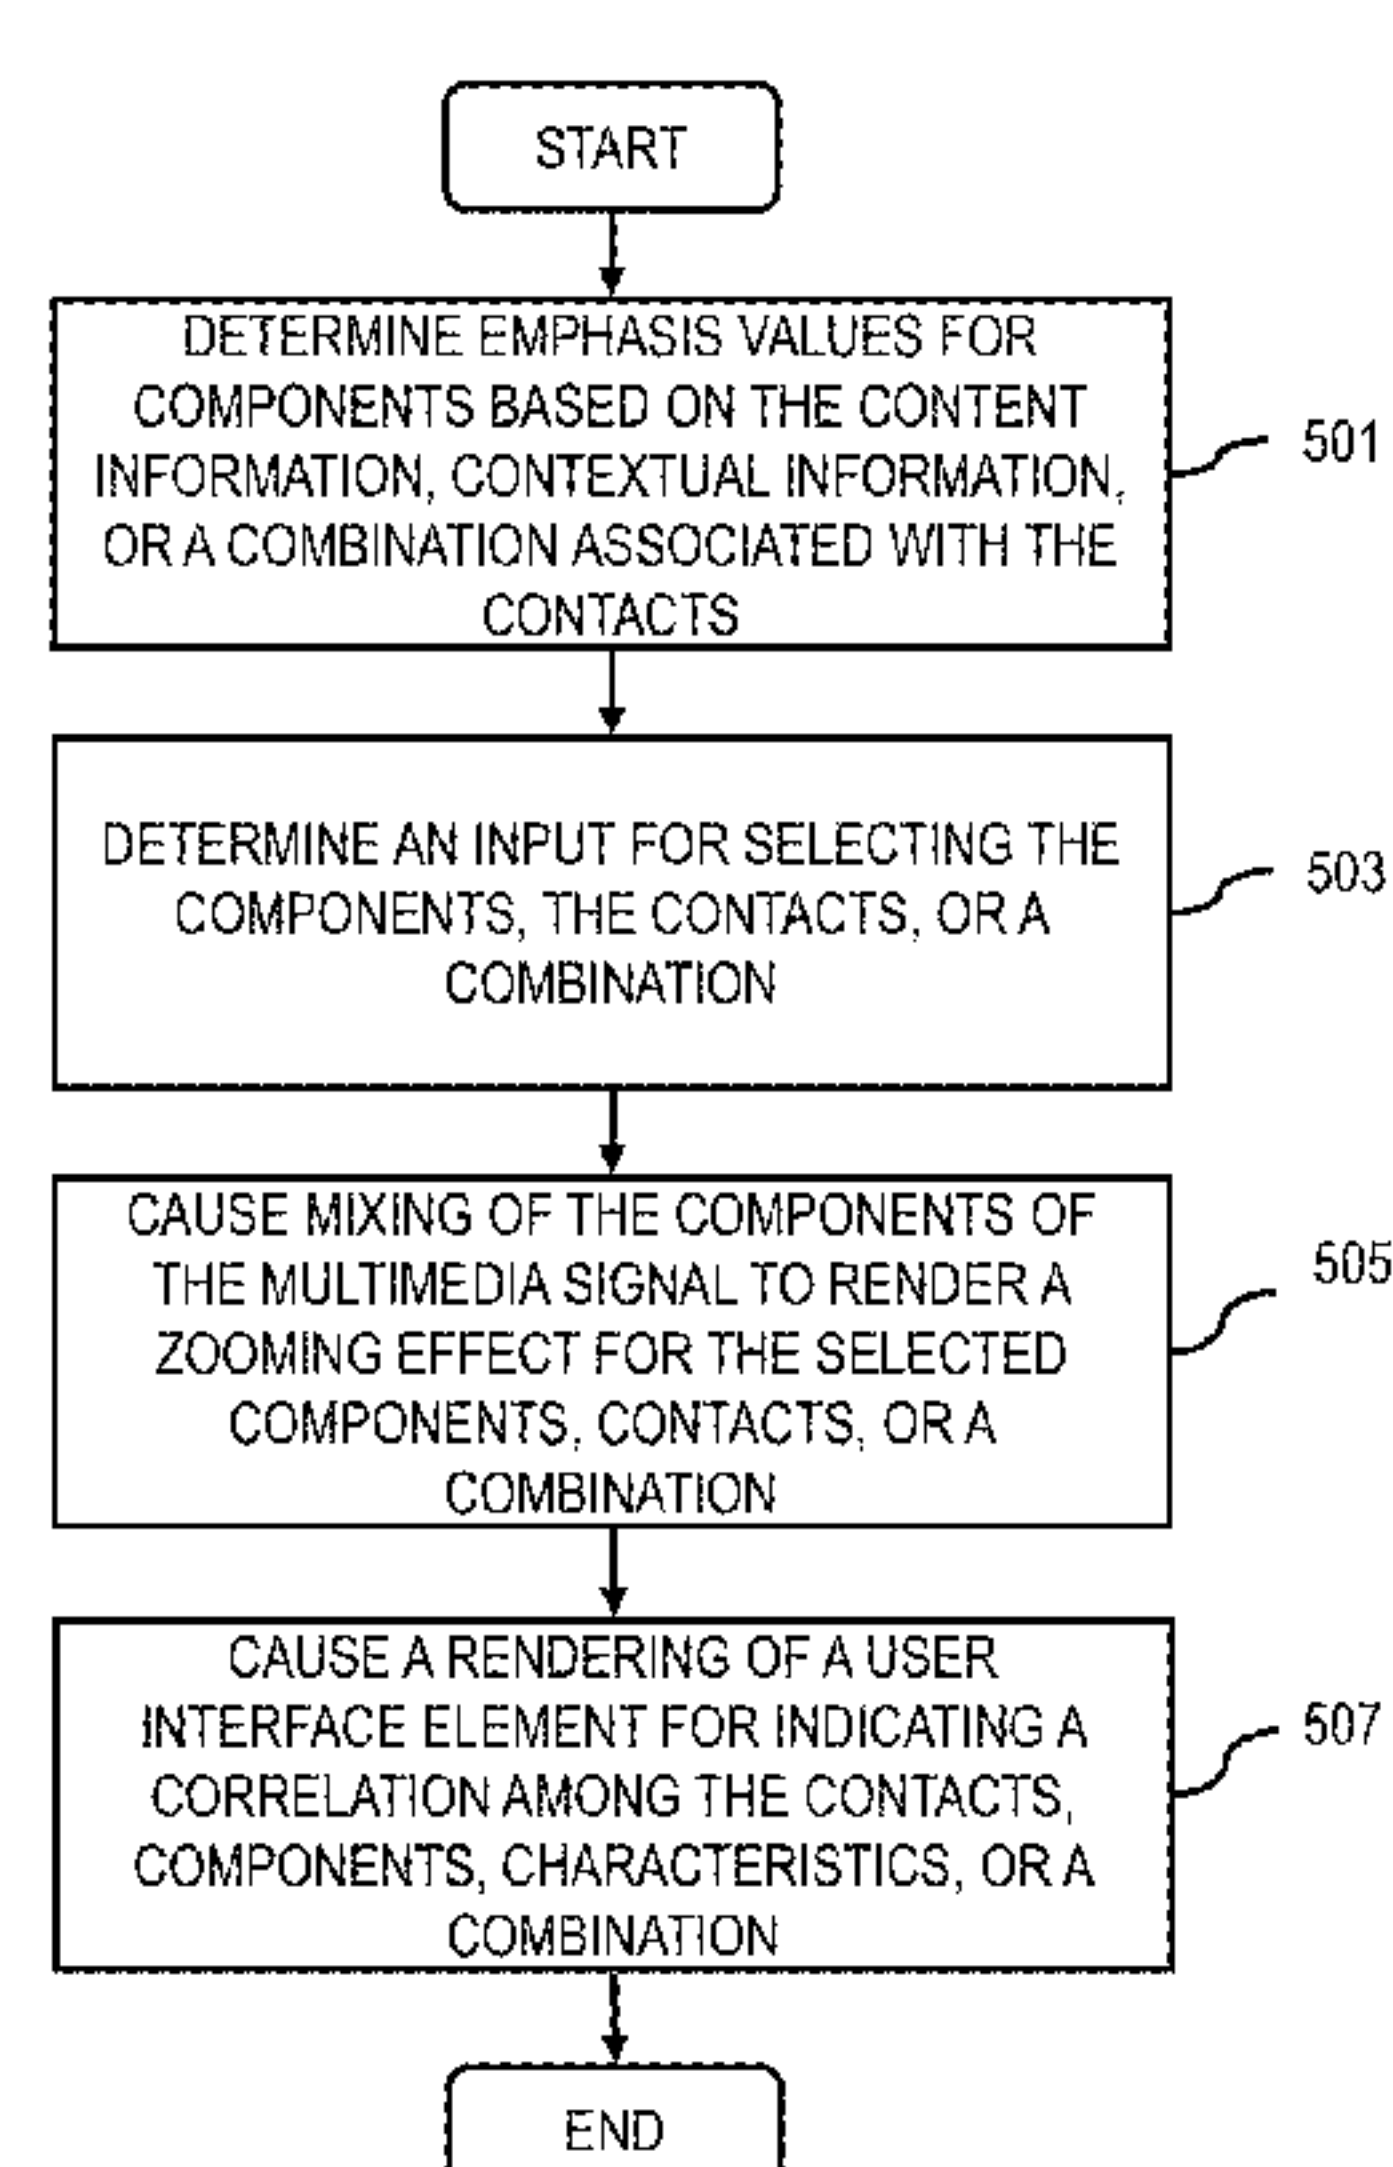 START
DETERMINE EMPHASIS VALUES FOR
COMPONENTS BASED ON THE CONTENT
INFORMATION, CONTEXTUAL INFORMATION,
OR A COMBINATION ASSOCIATED WITH THE
CONTACTS
501
DETERMINE AN INPUT FOR SELECTING THE
COMPONENTS, THE CONTACTS, OR A
COMBINATION
503
CAUSE MIXING OF THE COMPONENTS OF
THE MULTIMEDIA SIGNAL TO RENDER A
ZOOMING EFFECT FOR THE SELECTED
COMPONENTS, CONTACTS, OR A
COMBINATION
505
CAUSE A RENDERING OF A USER
INTERFACE ELEMENT FOR INDICATING A
CORRELATION AMONG THE CONTACTS,
COMPONENTS, CHARACTERISTICS, OR A
COMBINATION
507
END